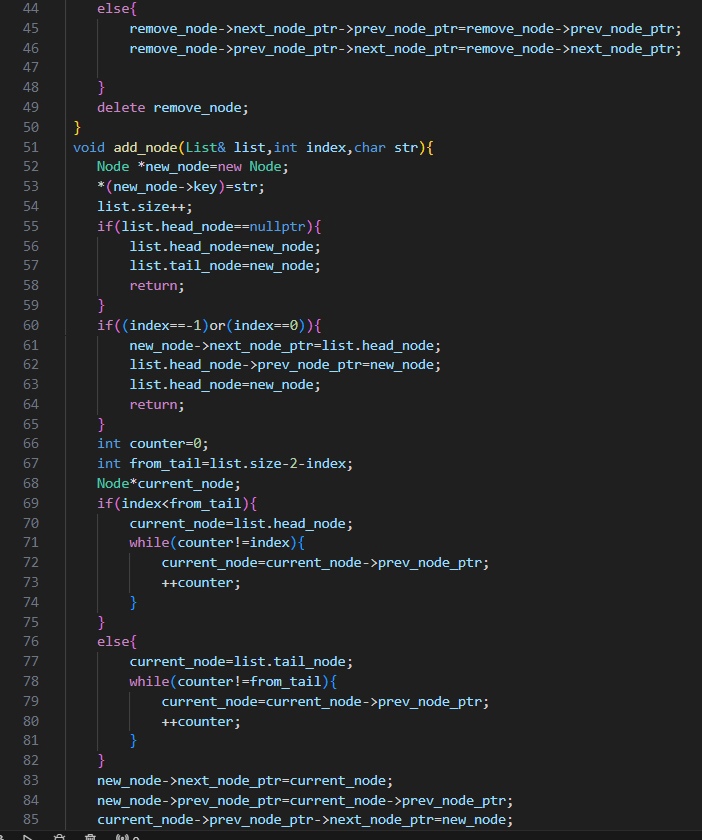 44 else{
45 remove_node->next_node_ptr->prev_node_ptr=remove_node->prev_node_ptr;
46 remove_node->prev_node_ptr->next_node_ptr=remove_node->next_node_ptr;
47
48 }
49 delete remove_node;
50 }
51 void add_node(List& list,int index,char str){
52 Node *new_node=new Node;
53 *(new_node->key)=str;
54 list.size++;
55 if(list.head_node==nullptr){
56 list.head_node=new_node;
57 list.tail_node=new_node;
58 return;
59 }
60 if((index==-1)or(index==0)){
61 new_node->next_node_ptr=list.head_node;
62 list.head_node->prev_node_ptr=new_node;
63 list.head_node=new_node;
64 return;
65 }
66 int counter=0;
67 int from_tail=list.size-2-index;
68 Node*current_node;
69 if(index<from_tail){
70 current_node=list.head_node;
71 while(counter!=index){
72 current_node=current_node->prev_node_ptr;
73 ++counter;
74 }
75 }
76 else{
77 current_node=list.tail_node;
78 while(counter!=from_tail){
79 current_node=current_node->prev_node_ptr;
80 ++counter;
81 }
82 }
83 new_node->next_node_ptr=current_node;
84 new_node->prev_node_ptr=current_node->prev_node_ptr;
85 current_node->prev_node_ptr->next_node_ptr=new_node;